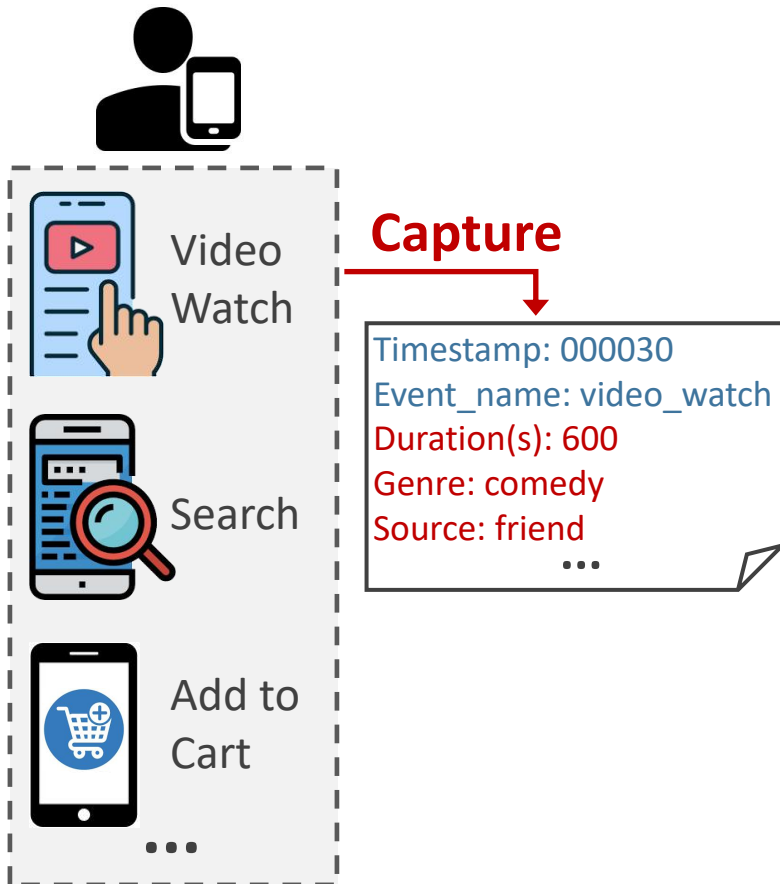 Video
Watch
Search
Add to
Cart
...
Capture
Timestamp: 000030
Event_name: video_watch
Duration(s): 600
Genre: comedy
Source: friend
...